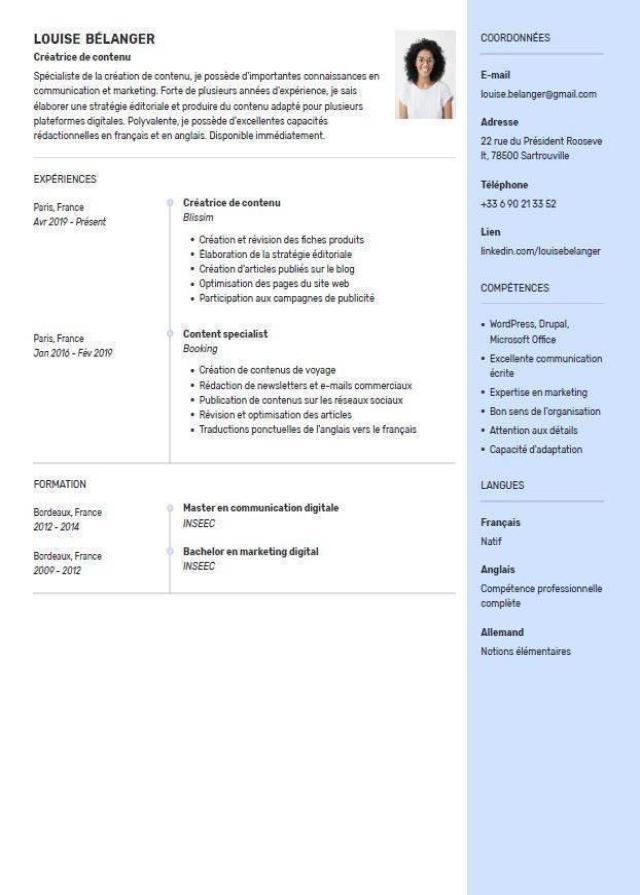 LOUISE BÉLANGER
Créatrice de contenu
Spécialiste de la création de contenu, je possède d'importantes connaissances en
communication et marketing. Forte de plusieurs années d'expérience, je sais
élaborer une stratégie éditoriale et produire du contenu adapté pour plusieurs
plateformes digitales. Polyvalente, je possède d'excellentes capacités
rédactionnelles en français et en anglais. Disponible immédiatement.
EXPÉRIENCES
Paris, France
Avr 2019 - Présent
Créatrice de contenu
Blissim
• Création et révision des fiches produits
• Élaboration de la stratégie éditoriale
• Création d'articles publiés sur le blog
• Optimisation des pages du site web
• Participation aux campagnes de publicité
Paris, France
Jan 2016 - Fév 2019
Content specialist
Booking
• Création de contenus de voyage
• Rédaction de newsletters et e-mails commerciaux
• Publication de contenus sur les réseaux sociaux
• Révision et optimisation des articles
• Traductions ponctuelles de l'anglais vers le français
FORMATION
Bordeaux, France
2012 - 2014
Master en communication digitale
INSEEC
Bordeaux, France
2009 - 2012
Bachelor en marketing digital
INSEEC
COORDONNÉES
E-mail
louise.belanger@gmail.com
Adresse
22 rue du Président Rooseve
lt, 78500 Sartrouville
Téléphone
+33 6 90 21 33 52
Lien
linkedin.com/louisebelanger
COMPÉTENCES
• WordPress, Drupal,
Microsoft Office
• Excellente communication
écrite
• Expertise en marketing
• Bon sens de l'organisation
• Attention aux détails
• Capacité d'adaptation
LANGUES
Français
Natif
Anglais
Compétence professionnelle
complète
Allemand
Notions élémentaires